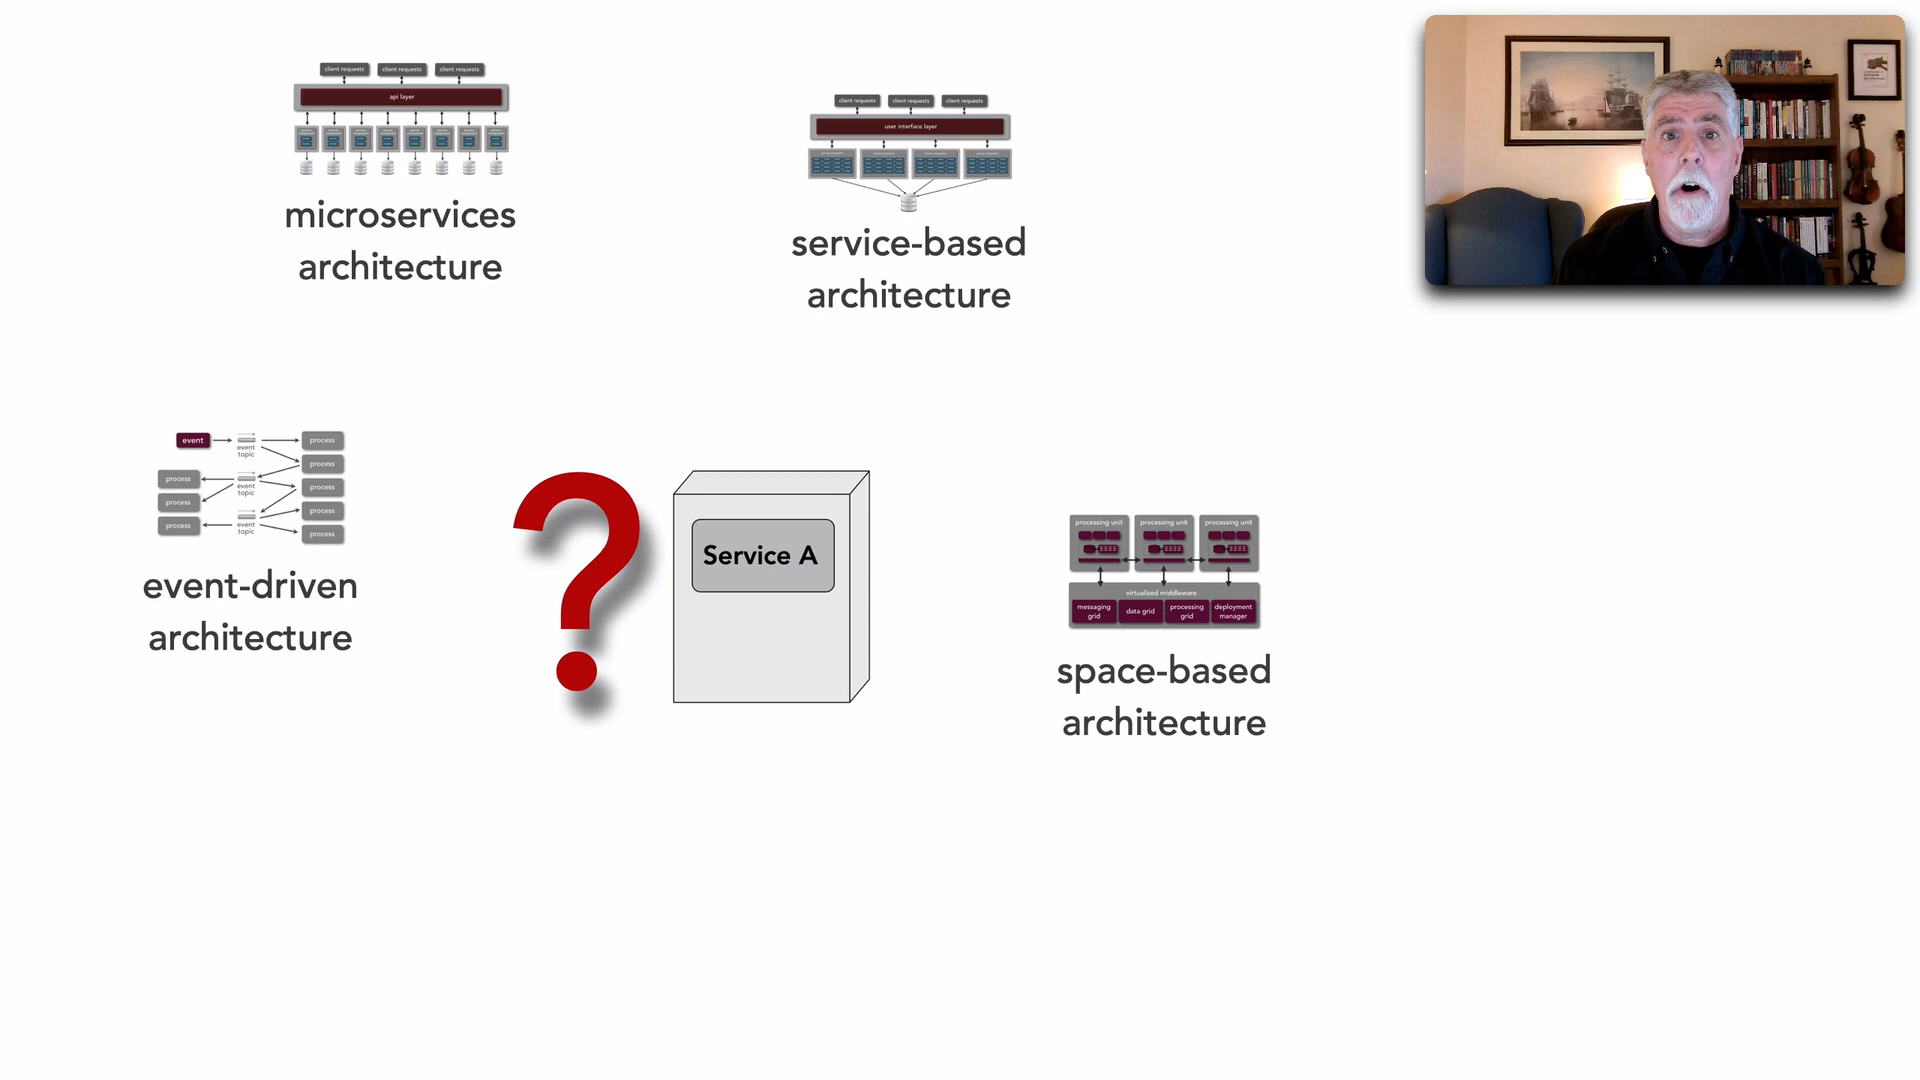 client requests client requests client requests
api layer
microservices
architecture
client requests client requests client requests
user interface layer
service-based
architecture
event
event
topic
process
process
process
event
topic
process
process
process
process
event
topic
process
event-driven
architecture
?
Service A
processing unit processing unit processing unit
virtualized middleware
messaging
grid
data grid
processing
grid
deployment
manager
space-based
architecture